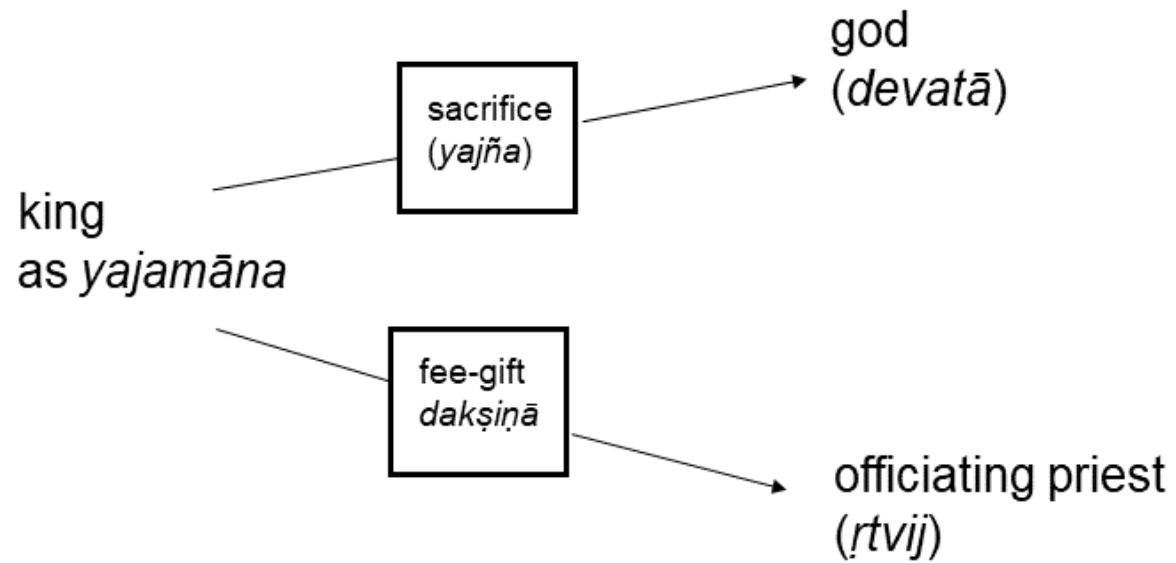 god
(devatā)
sacrifice
(yajña)
king
as yajamāna
fee-gift
dakṣiṇā
officiating priest
(ṛtvij)